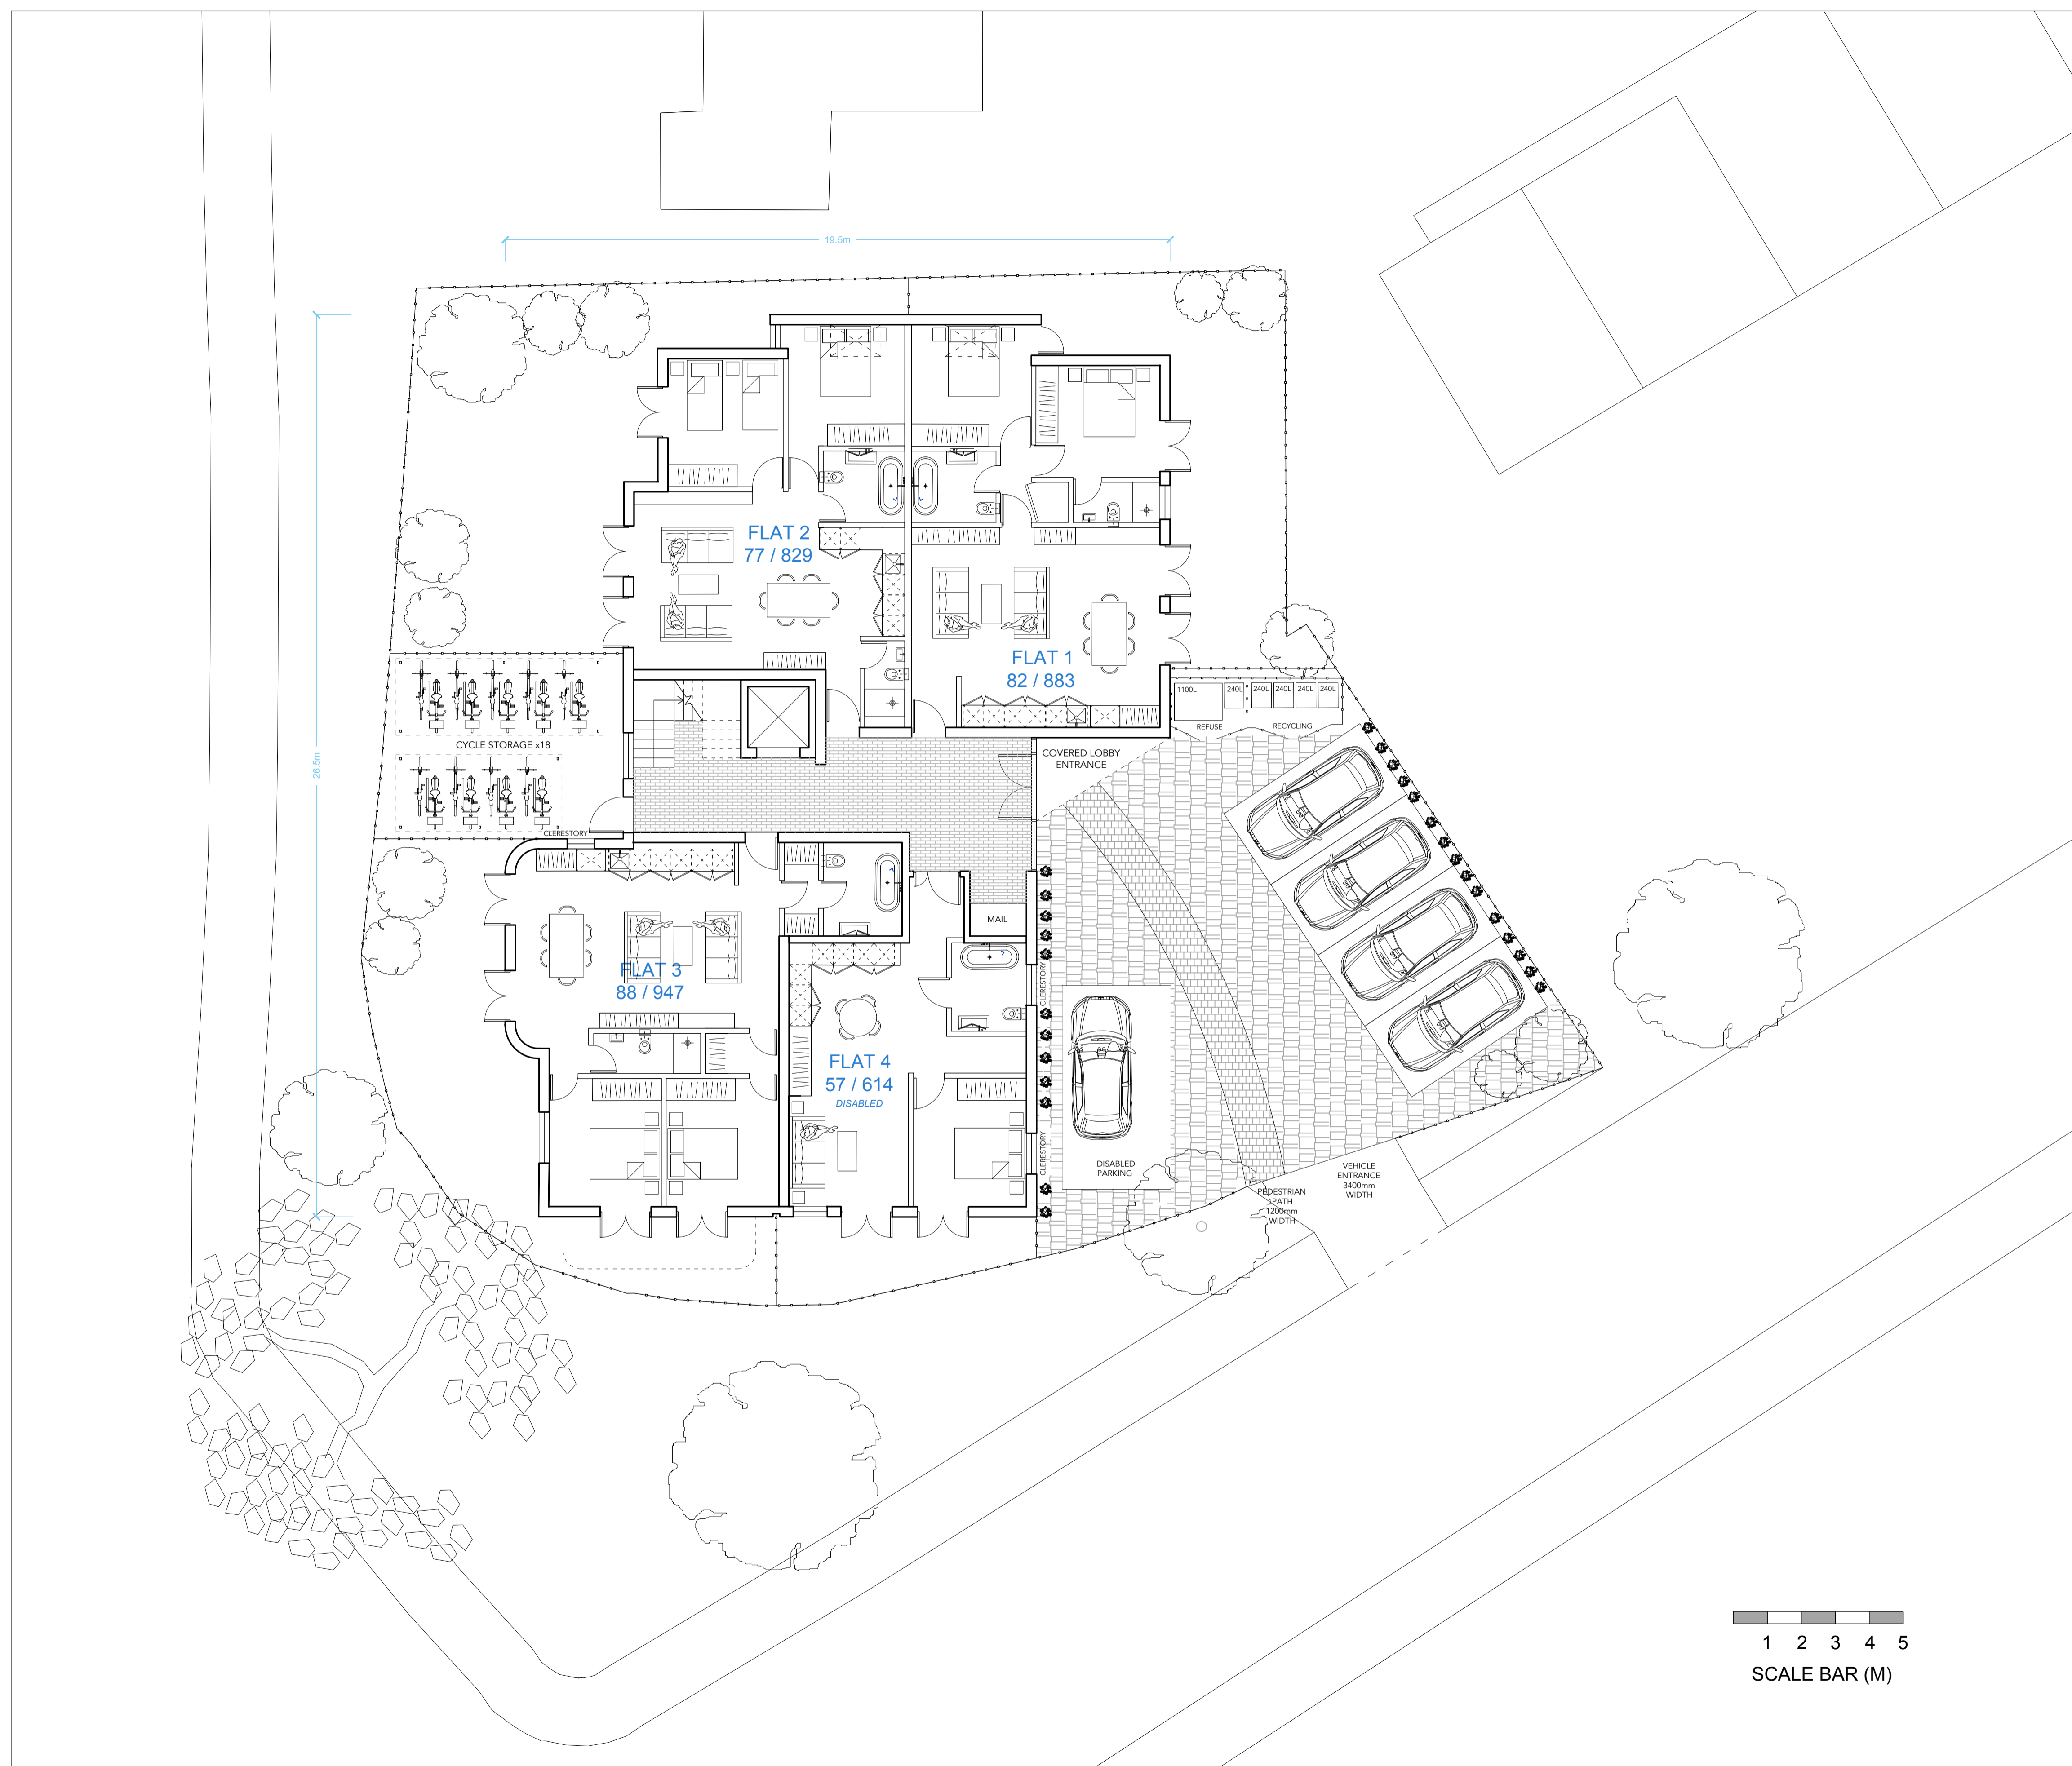 19.5m
26.5m
FLAT 2
77 / 829
FLAT 1
82 / 883
1100L
240L
240L
240L
240L
240L
REFUSE
RECYCLING
CYCLE STORAGE x18
COVERED LOBBY
ENTRANCE
CLERESTORY
MAIL
FLAT 3
88 / 947
CLERESTORY
FLAT 4
57 / 614
DISABLED
CLERESTORY
DISABLED
PARKING
VEHICLE
ENTRANCE
3400mm
WIDTH
PEDESTRIAN
PATH
1200mm
WIDTH
1 2 3 4 5
SCALE BAR (M)